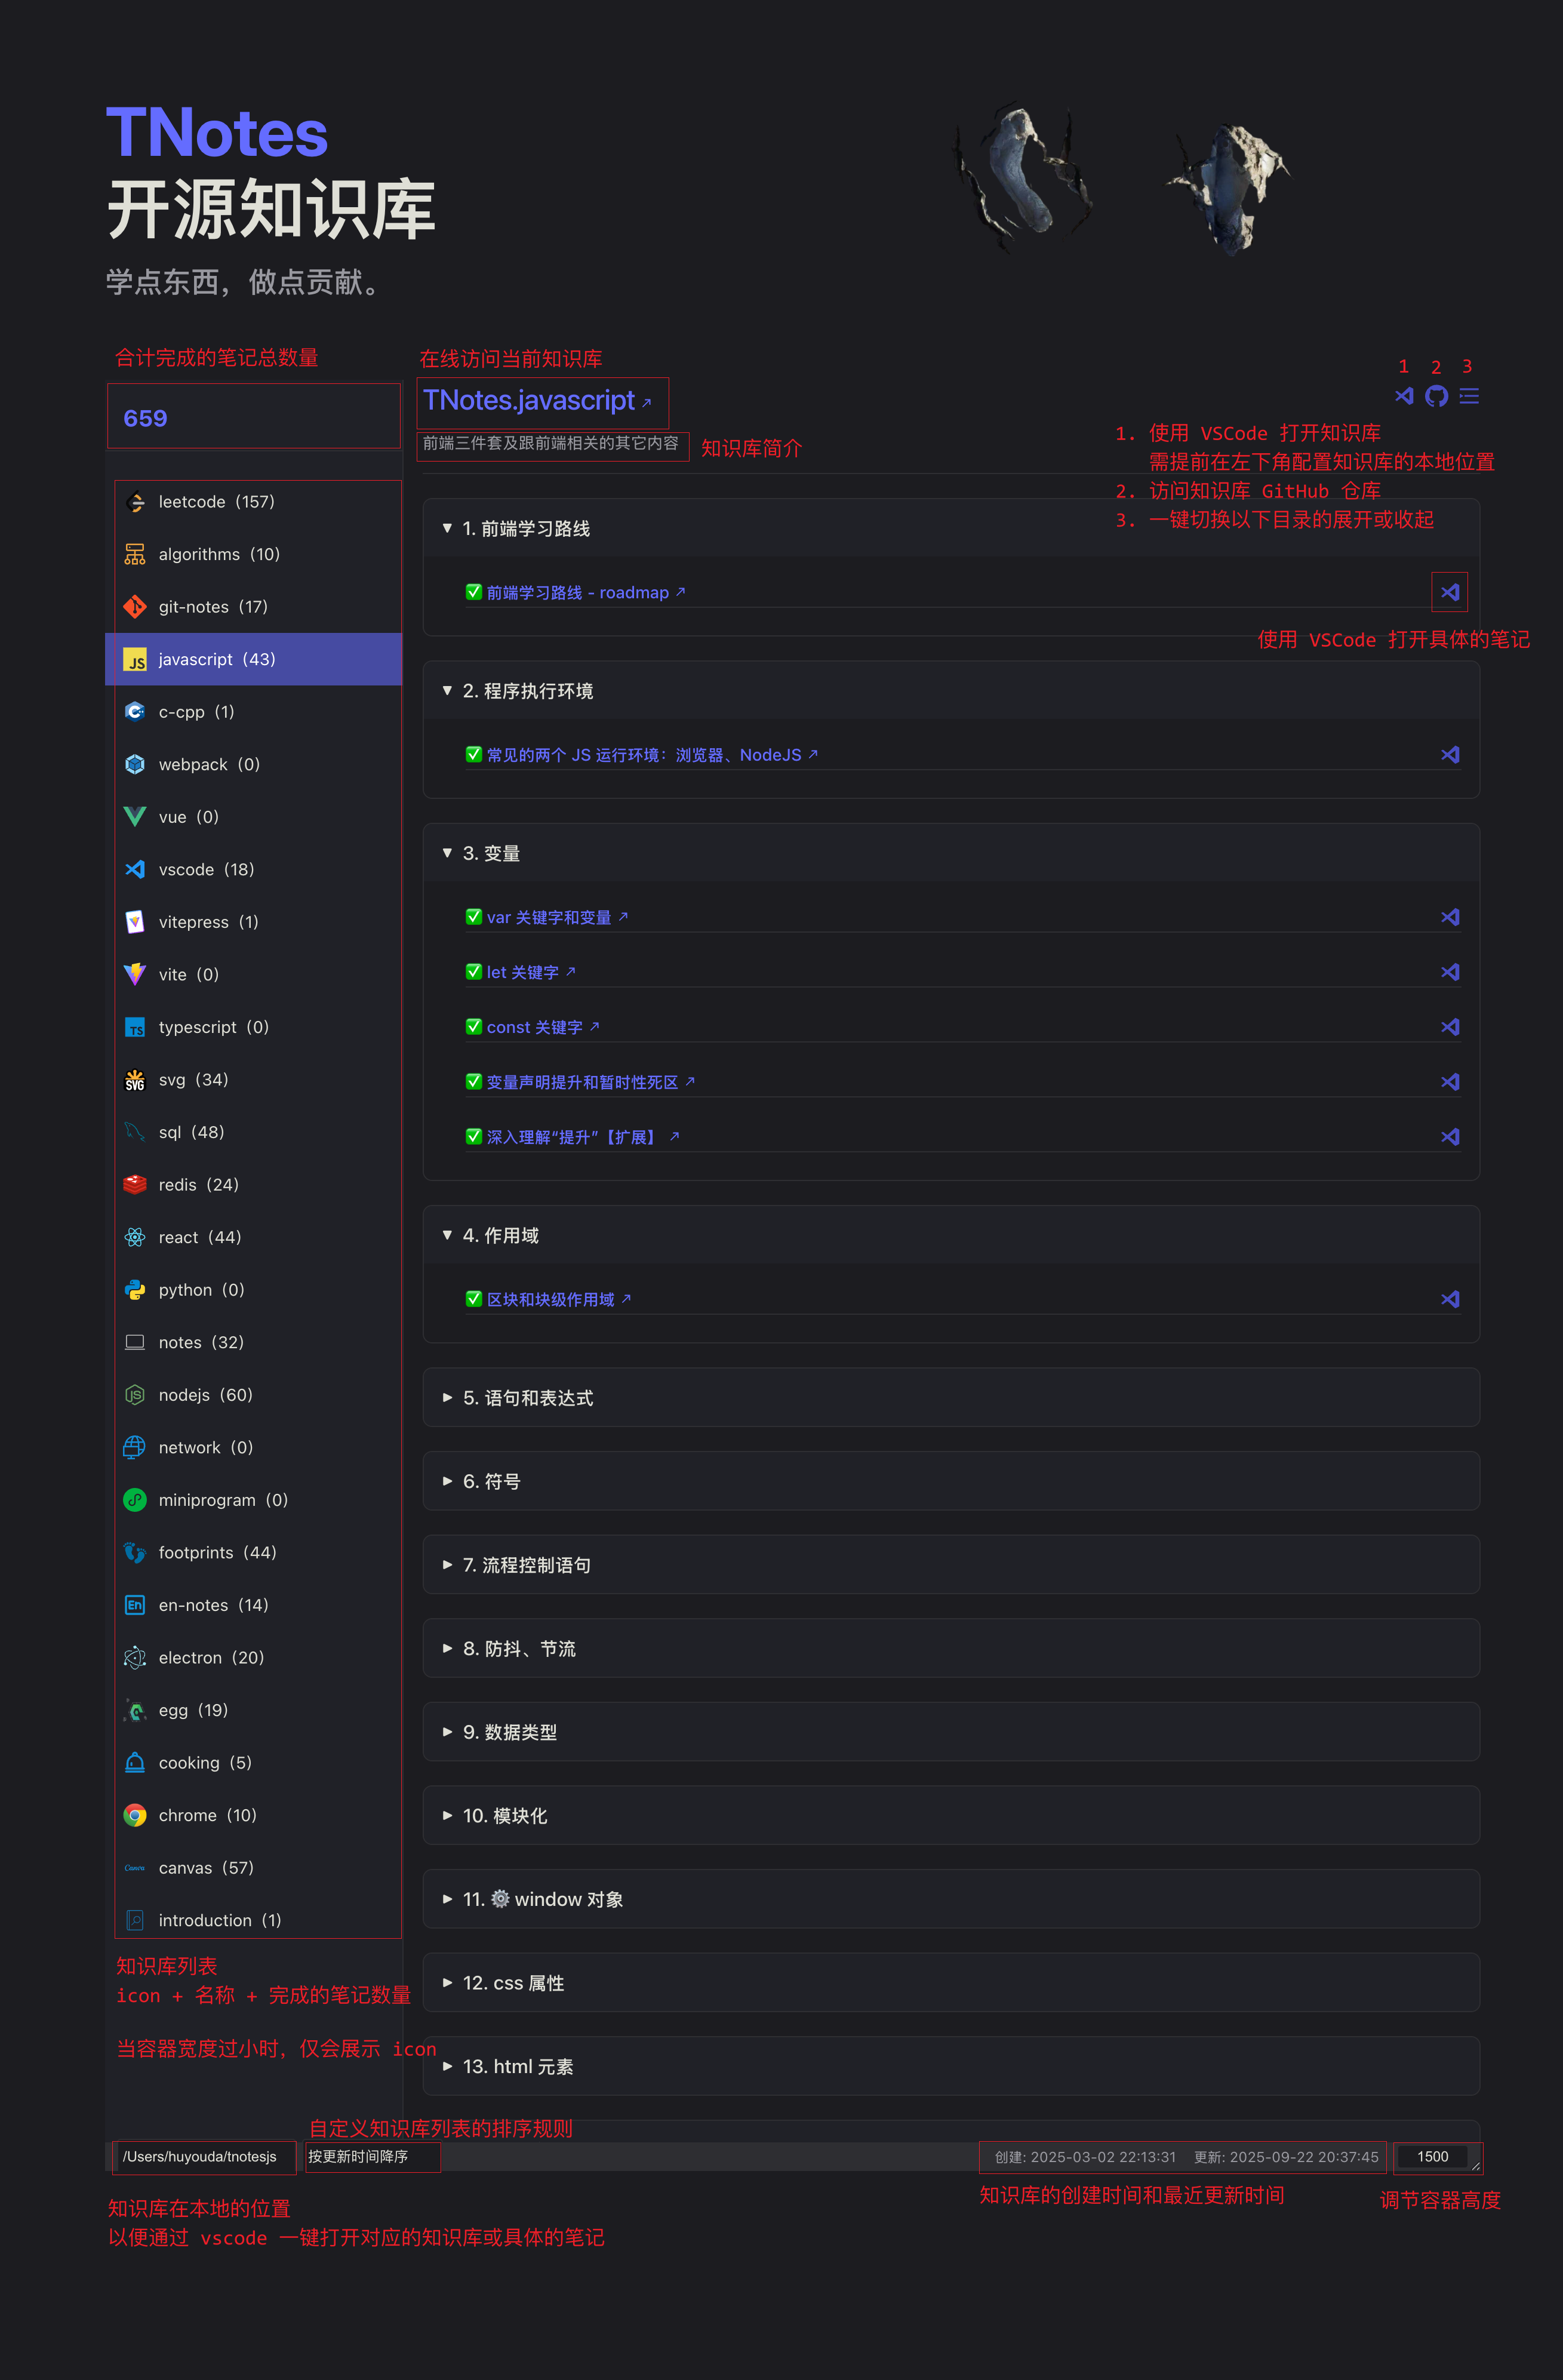 TNotes
开源知识库
学点东西，做点贡献。
合计完成的笔记总数量
659
leetcode（157）
algorithms（10）
git-notes（17）
javascript（43）
c-cpp（1）
webpack（0）
vue（0）
vscode（18）
vitepress（1）
vite（0）
typescript（0）
svg（34）
sql（48）
redis（24）
react（44）
python（0）
notes（32）
nodejs（60）
network（0）
miniprogram（0）
footprints（44）
en-notes（14）
electron（20）
egg（19）
cooking（5）
chrome（10）
canvas（57）
introduction（1）
知识库列表
icon + 名称 + 完成的笔记数量
当容器宽度过小时，仅会展示 icon
在线访问当前知识库
TNotes.javascript ↗
前端三件套及跟前端相关的其它内容
知识库简介
1 2 3
1. 使用 VSCode 打开知识库
需提前在左下角配置知识库的本地位置
2. 访问知识库 GitHub 仓库
3. 一键切换以下目录的展开或收起
▼ 1. 前端学习路线
✅ 前端学习路线 - roadmap ↗
使用 VSCode 打开具体的笔记
▼ 2. 程序执行环境
✅ 常见的两个 JS 运行环境：浏览器、NodeJS ↗
▼ 3. 变量
✅ var 关键字和变量 ↗
✅ let 关键字 ↗
✅ const 关键字 ↗
✅ 变量声明提升和暂时性死区 ↗
✅ 深入理解“提升”【扩展】 ↗
▼ 4. 作用域
✅ 区块和块级作用域 ↗
▶ 5. 语句和表达式
▶ 6. 符号
▶ 7. 流程控制语句
▶ 8. 防抖、节流
▶ 9. 数据类型
▶ 10. 模块化
▶ 11. ⚙️ window 对象
▶ 12. css 属性
▶ 13. html 元素
自定义知识库列表的排序规则
/Users/huyouda/tnotesjs
按更新时间降序
创建: 2025-03-02 22:13:31 更新: 2025-09-22 20:37:45
1500
知识库在本地的位置
以便通过 vscode 一键打开对应的知识库或具体的笔记
知识库的创建时间和最近更新时间
调节容器高度